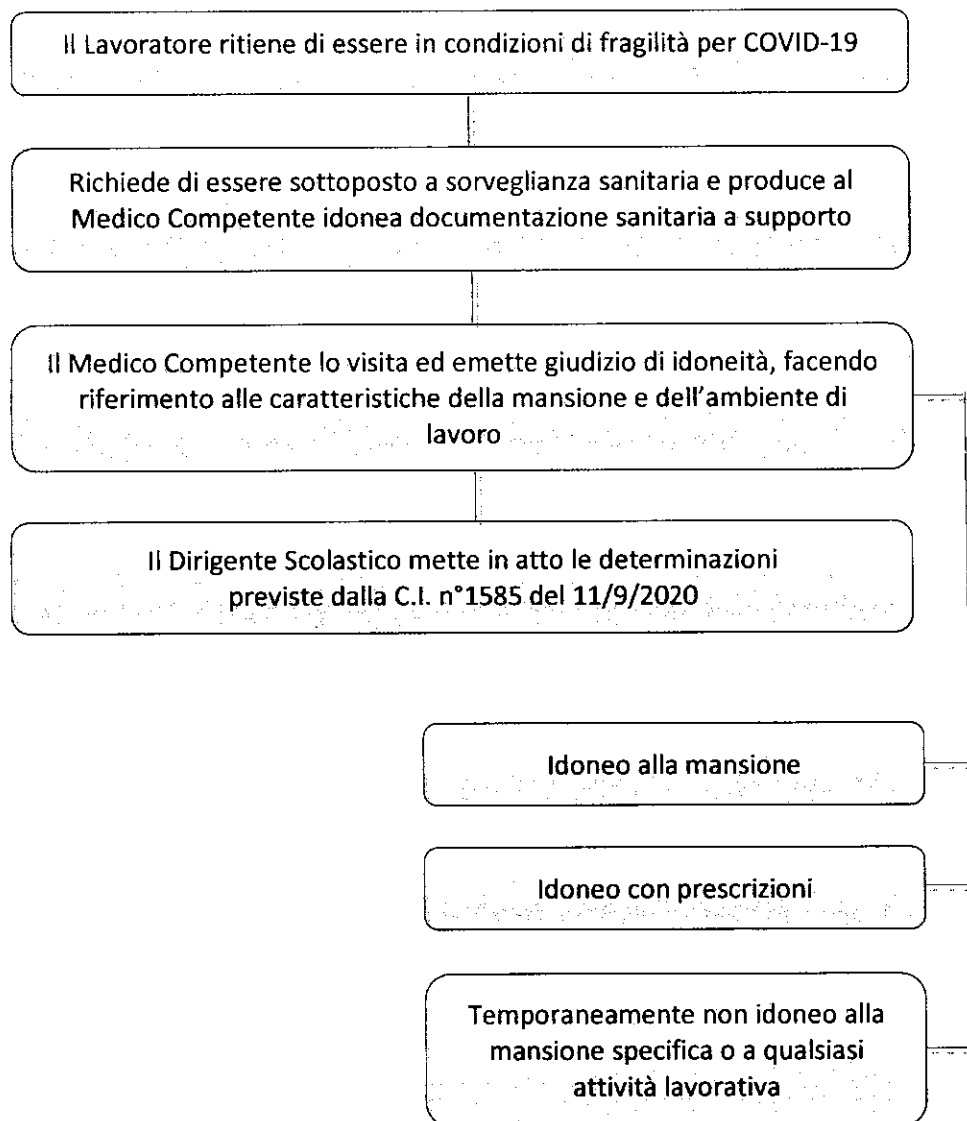 Il Lavoratore ritiene di essere in condizioni di fragilità per COVID-19
Richiede di essere sottoposto a sorveglianza sanitaria e produce al
Medico Competente idonea documentazione sanitaria a supporto
Il Medico Competente lo visita ed emette giudizio di idoneità, facendo
riferimento alle caratteristiche della mansione e dell'ambiente di
lavoro
Il Dirigente Scolastico mette in atto le determinazioni
previste dalla C.I. n°1585 del 11/9/2020
Idoneo alla mansione
Idoneo con prescrizioni
Temporaneamente non idoneo alla
mansione specifica o a qualsiasi
attività lavorativa